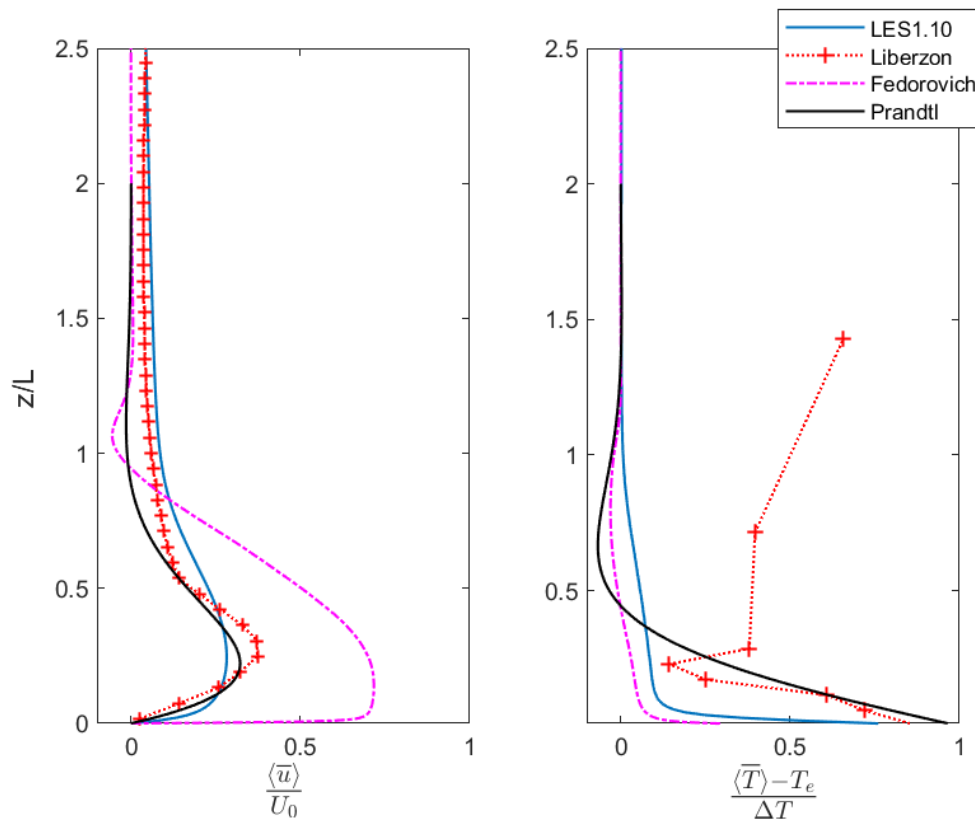 LES1.10
Liberzon
Fedorovich
Prandtl
2.5
2
1.5
1
0.5
0
z/L
0
0.5
1
⟨u̅⟩
U₀
2.5
2
1.5
1
0.5
0
0.5
1
⟨T̅⟩−Tₑ
ΔT